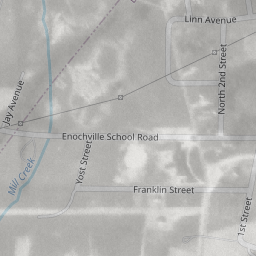 Linn Avenue
North 2nd Street
Jay Avenue
Enochville School Road
Yost Street
Mill Creek
Franklin Street
1st Street